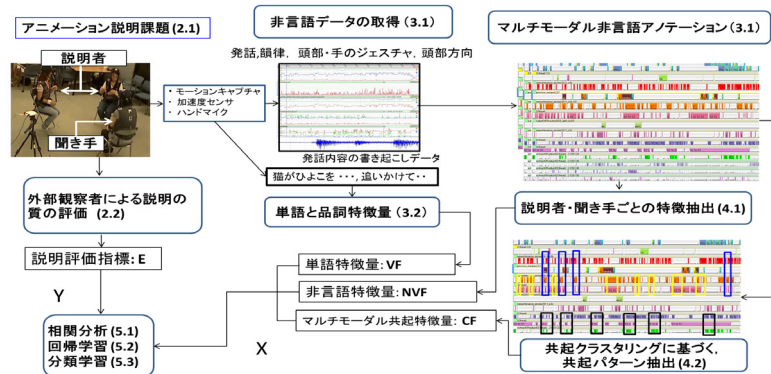 アニメーション説明課題 (2.1)
説明者
聞き手
・ モーションキャプチャ
・ 加速度センサ
・ ハンドマイク
非言語データの取得 (3.1)
発話,韻律, 頭部・手のジェスチャ, 頭部方向
発話内容の書き起こしデータ
猫がひよこを ・・・, 追いかけて・・
単語と品詞特徴量 (3.2)
マルチモーダル非言語アノテーション (3.1)
説明者・聞き手ごとの特徴抽出 (4.1)
共起クラスタリングに基づく,
共起パターン抽出 (4.2)
外部観察者による説明の
質の評価 (2.2)
説明評価指標: E
単語特徴量: VF
非言語特徴量: NVF
マルチモーダル共起特徴量: CF
Y
X
相関分析 (5.1)
回帰学習 (5.2)
分類学習 (5.3)